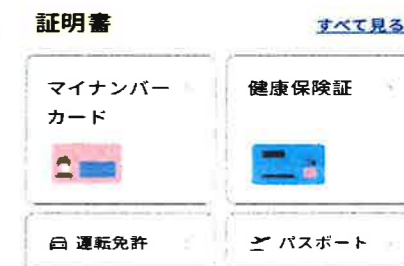 証明書
すべて見る
マイナンバー
カード
健康保険証
運転免許
パスポート